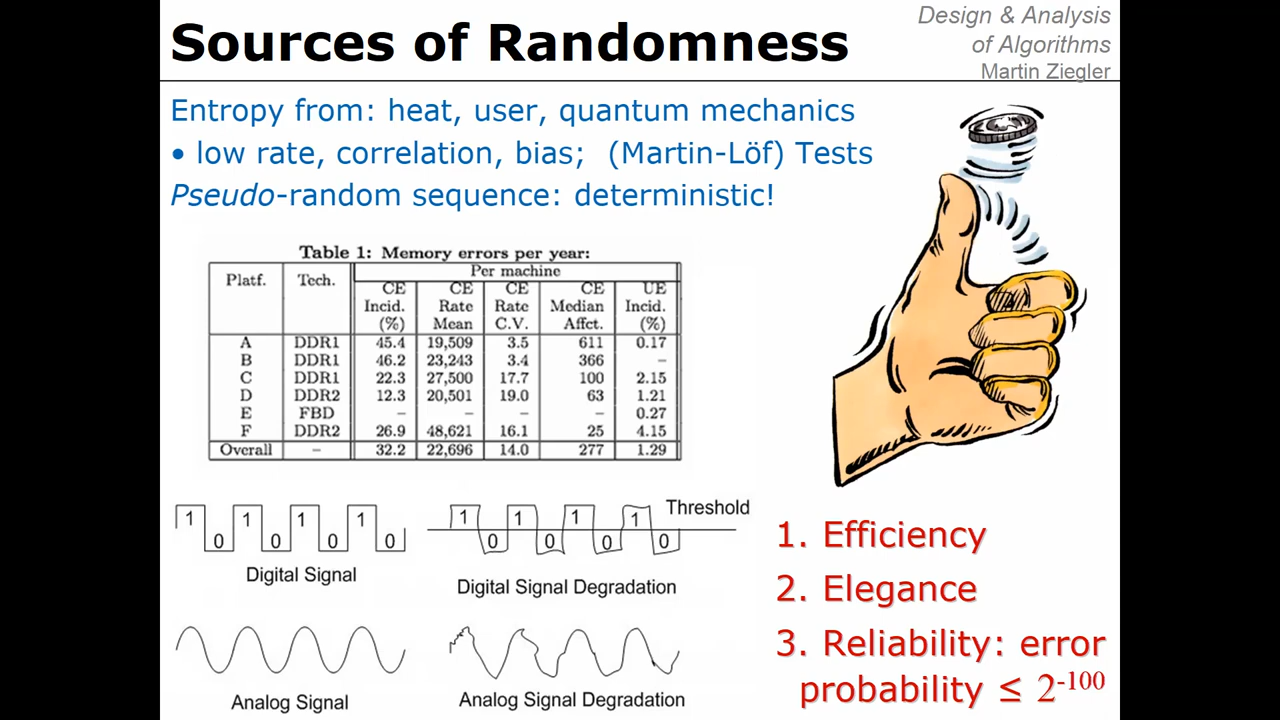 Sources of Randomness
Design & Analysis
of Algorithms
Martin Ziegler
Entropy from: heat, user, quantum mechanics
• low rate, correlation, bias; (Martin-Löf) Tests
Pseudo-random sequence: deterministic!
Table 1: Memory errors per year:
Platf. Tech. Per machine
CE CE CE CE UE
Incid. Rate Rate Median Incid.
(%) Mean C.V. Affct. (%)
A DDR1 45.4 19,509 3.5 611 0.17
B DDR1 46.2 23,243 3.4 366 –
C DDR1 22.3 27,500 17.7 100 2.15
D DDR2 12.3 20,501 19.0 63 1.21
E FBD – – – – 0.27
F DDR2 26.9 48,621 16.1 25 4.15
Overall – 32.2 22,696 14.0 277 1.29
1 0 1 0 1 0 1 0
Digital Signal
1 0 1 0 1 0 1 0 Threshold
Digital Signal Degradation
Analog Signal
Analog Signal Degradation
1. Efficiency
2. Elegance
3. Reliability: error
probability ≤ 2⁻¹⁰⁰